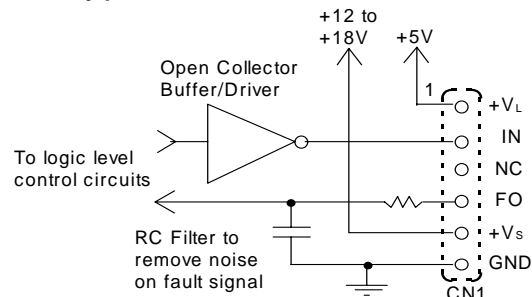 +12 to
+18V
+5V
Open Collector
Buffer/Driver
1
+VL
IN
NC
To logic level
control circuits
FO
RC Filter to
remove noise
on fault signal
+VS
GND
CN1